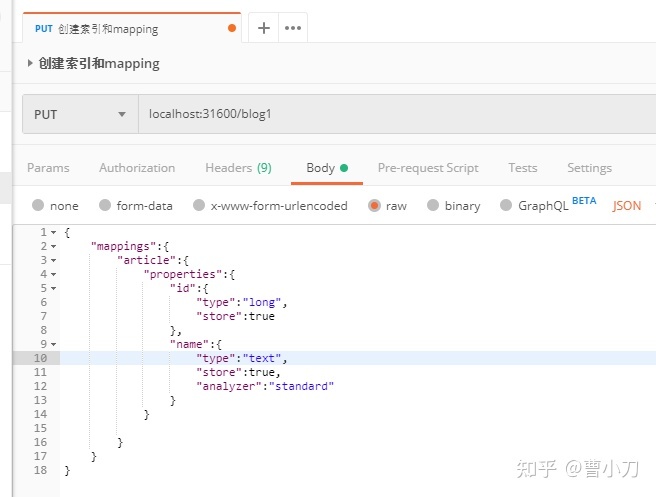 PUT 创建索引和mapping
创建索引和mapping
PUT localhost:31600/blog1
Params Authorization Headers (9) Body Pre-request Script Tests Settings
none form-data x-www-form-urlencoded raw binary GraphQL BETA JSON
1 {
2 "mappings":{
3 "article":{
4 "properties":{
5 "id":{
6 "type":"long",
7 "store":true
8 },
9 "name":{
10 "type":"text",
11 "store":true,
12 "analyzer":"standard"
13 }
14 }
15
16 }
17 }
18 }
知乎 @曹小刀